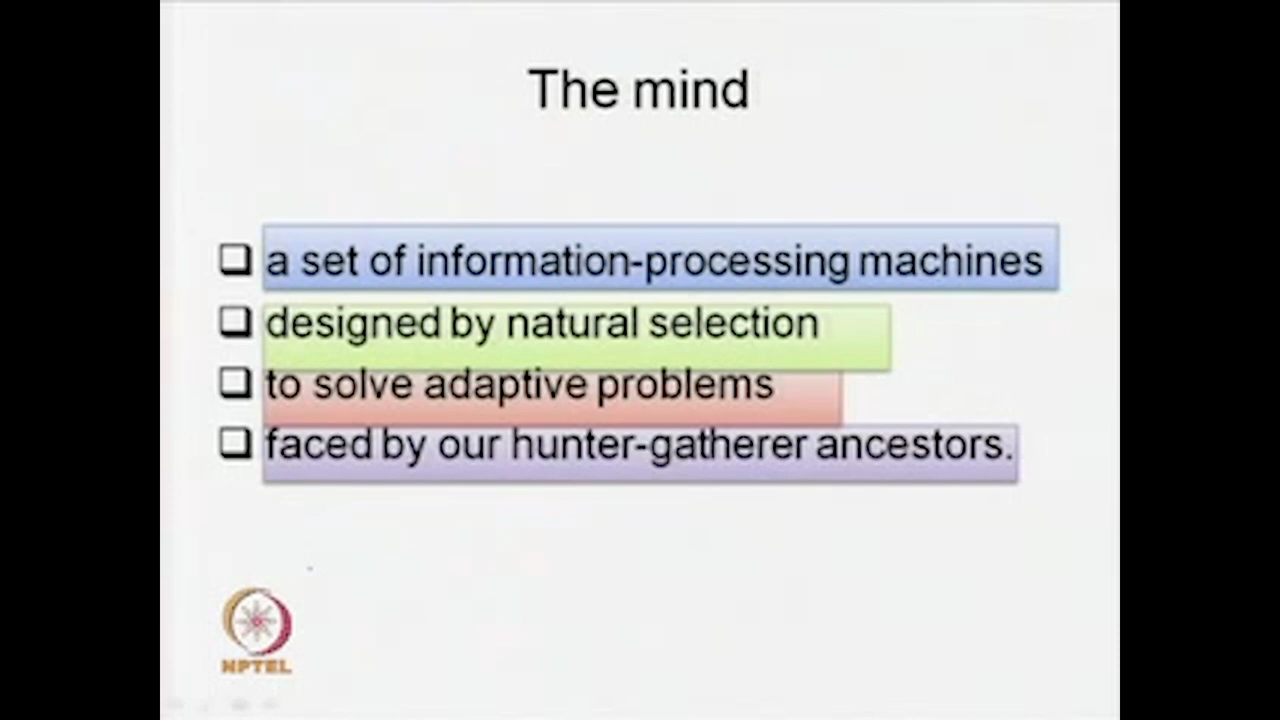 The mind
a set of information-processing machines
designed by natural selection
to solve adaptive problems
faced by our hunter-gatherer ancestors.
NPTEL